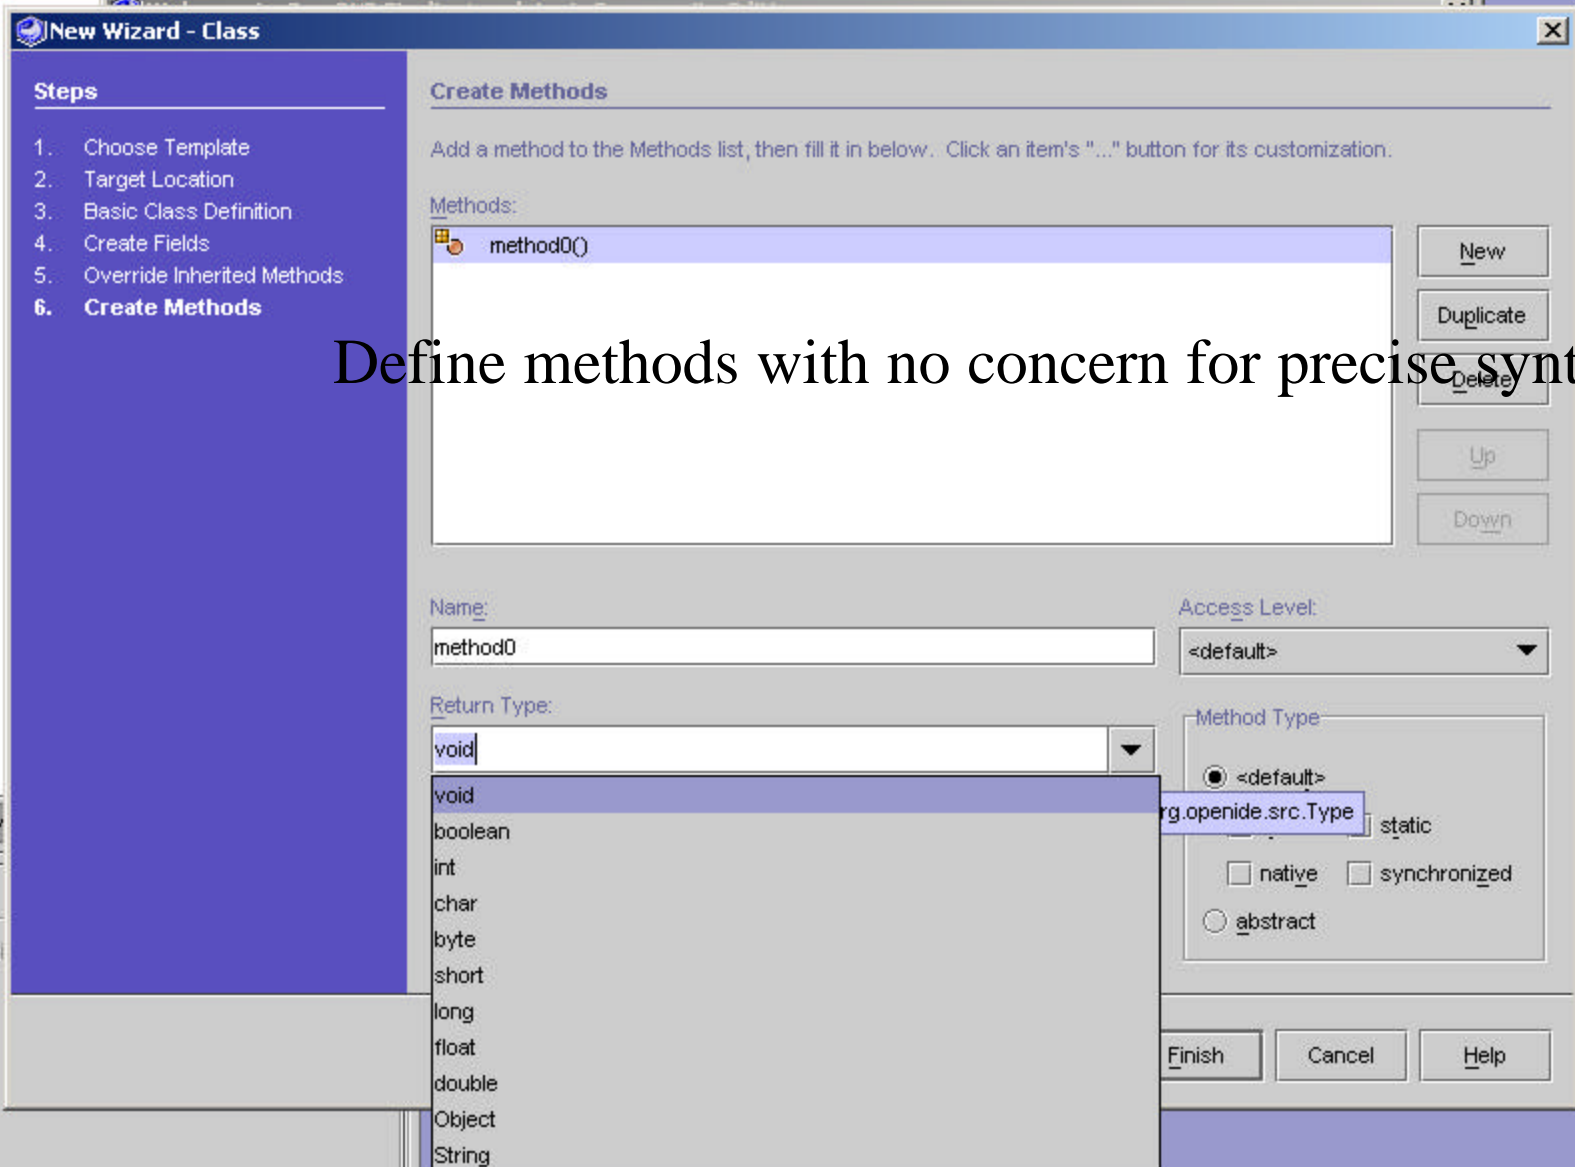 New Wizard - Class
Steps
1. Choose Template
2. Target Location
3. Basic Class Definition
4. Create Fields
5. Override Inherited Methods
6. Create Methods
Create Methods
Add a method to the Methods list, then fill it in below. Click an item's "..." button for its customization.
Methods:
method0()
New
Duplicate
Define methods with no concern for precise synt
Delete
Up
Down
Name:
method0
Access Level:
<default>
Return Type:
void
Method Type
<default>
rg.openide.src.Type
static
native
synchronized
abstract
void
boolean
int
char
byte
short
long
float
double
Object
String
Finish
Cancel
Help